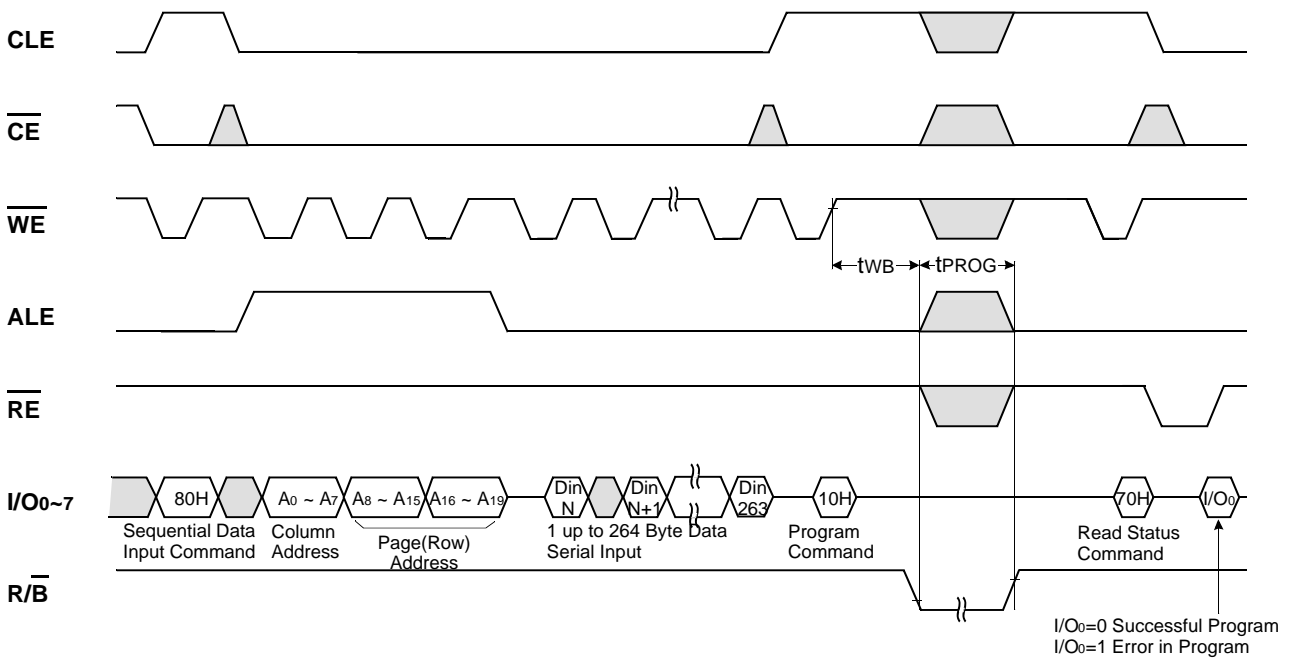 CLE
CE
WE
tWB tPROG
ALE
RE
I/O0~7 80H A0 ~ A7 A8 ~ A15 A16 ~ A19 Din N Din N+1 Din 263 10H 70H I/O0
Sequential Data Input Command
Column Address
Page(Row) Address
1 up to 264 Byte Data Serial Input
Program Command
Read Status Command
R/B
I/O0=0 Successful Program
I/O0=1 Error in Program